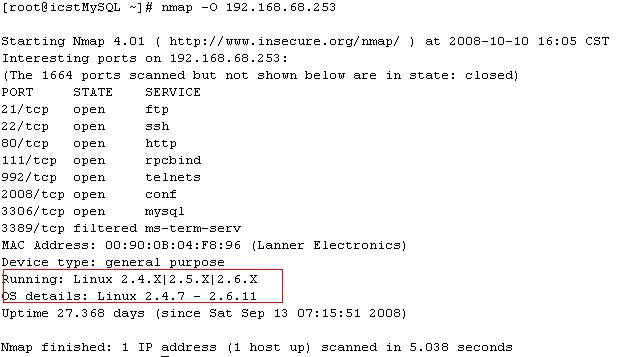 [root@icstMySQL ~]# nmap -O 192.168.68.253
Starting Nmap 4.01 ( http://www.insecure.org/nmap/ ) at 2008-10-10 16:05 CST
Interesting ports on 192.168.68.253:
(The 1664 ports scanned but not shown below are in state: closed)
PORT     STATE    SERVICE
21/tcp   open     ftp
22/tcp   open     ssh
80/tcp   open     http
111/tcp  open     rpcbind
992/tcp  open     telnets
2008/tcp open     conf
3306/tcp open     mysql
3389/tcp filtered ms-term-serv
MAC Address: 00:90:0B:04:F8:96 (Lanner Electronics)
Device type: general purpose
Running: Linux 2.4.X|2.5.X|2.6.X
OS details: Linux 2.4.7 - 2.6.11
Uptime 27.368 days (since Sat Sep 13 07:15:51 2008)
Nmap finished: 1 IP address (1 host up) scanned in 5.038 seconds